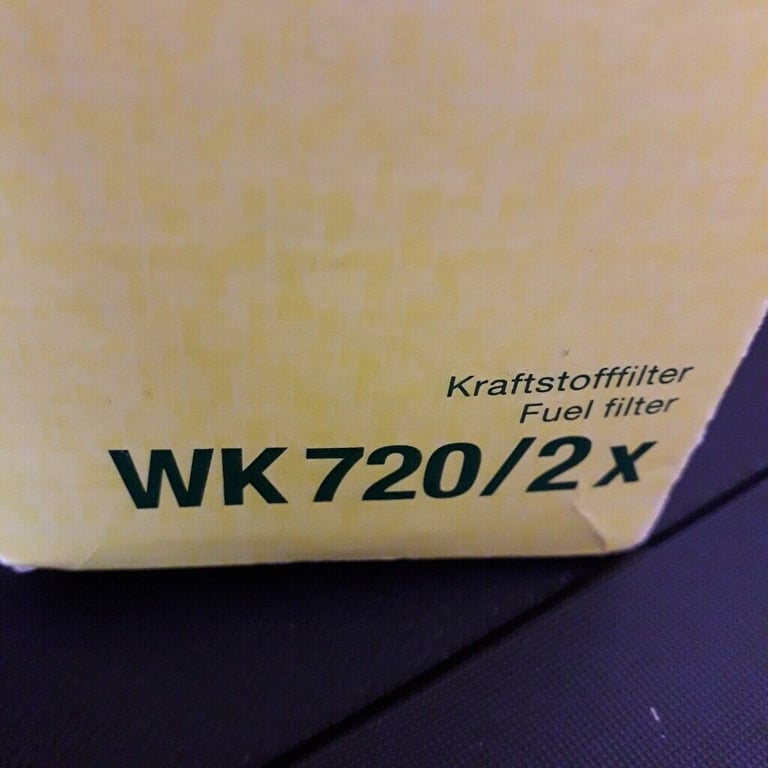 Kraftstofffilter
Fuel filter
WK 720/2 x